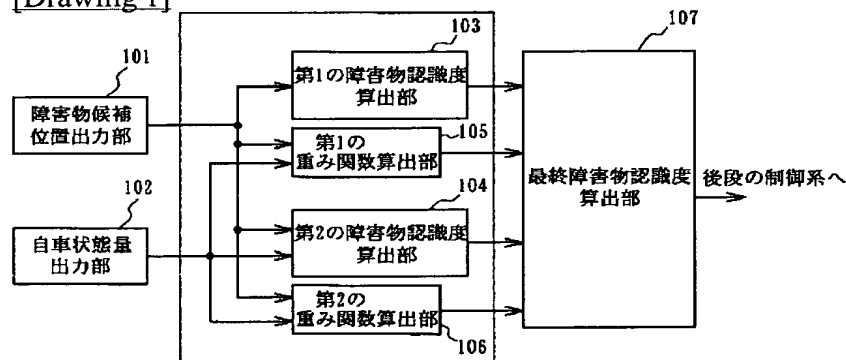 [Drawing 1]
101
障害物候補
位置出力部
102
自車状態量
出力部
103
第1の障害物認識度
算出部
105
第1の
重み関数算出部
104
第2の障害物認識度
算出部
第2の
重み関数算出部
106
107
最終障害物認識度
算出部
後段の制御系へ